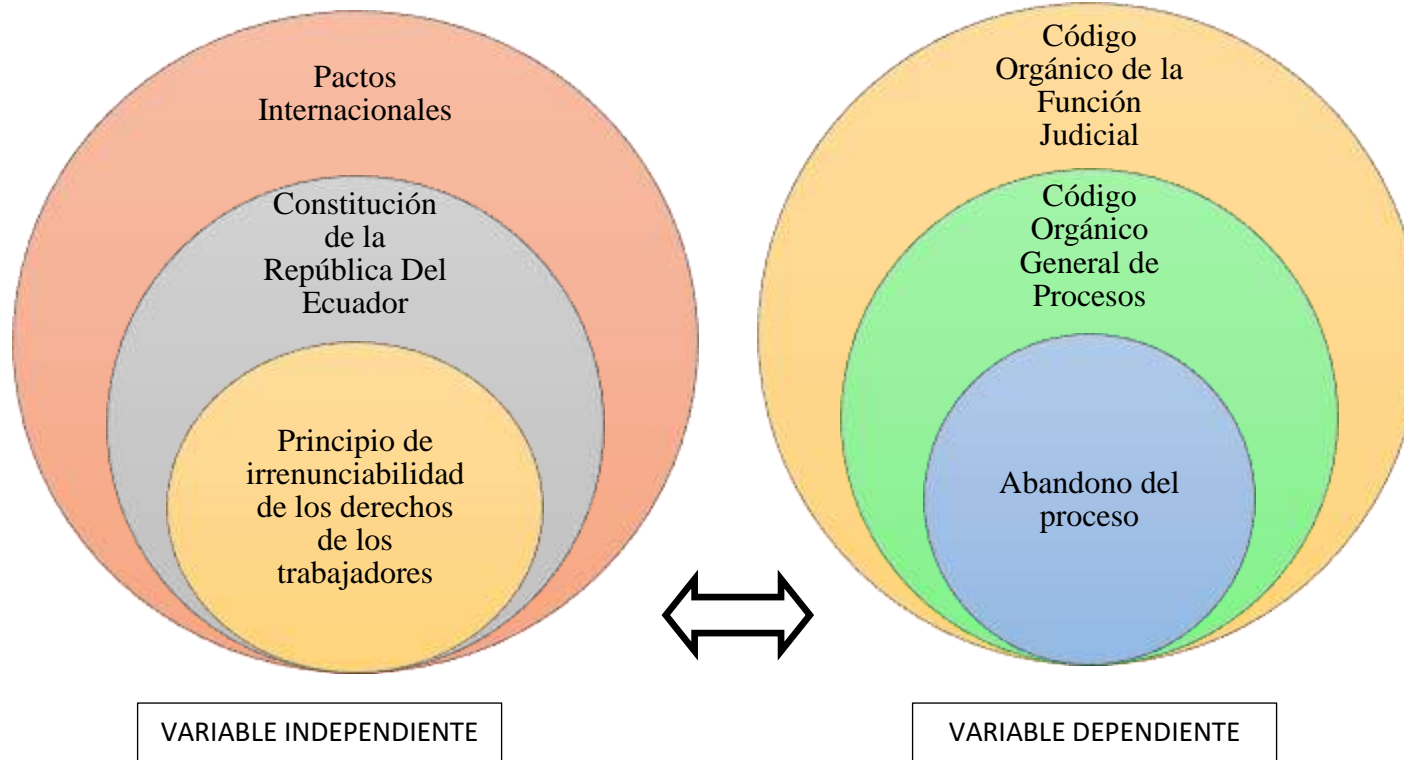 Pactos
Internacionales
Constitución
de la
República Del
Ecuador
Principio de
irrenunciabilidad
de los derechos
de los
trabajadores
VARIABLE INDEPENDIENTE
Código
Orgánico de la
Función
Judicial
Código
Orgánico
General de
Procesos
Abandono del
proceso
VARIABLE DEPENDIENTE